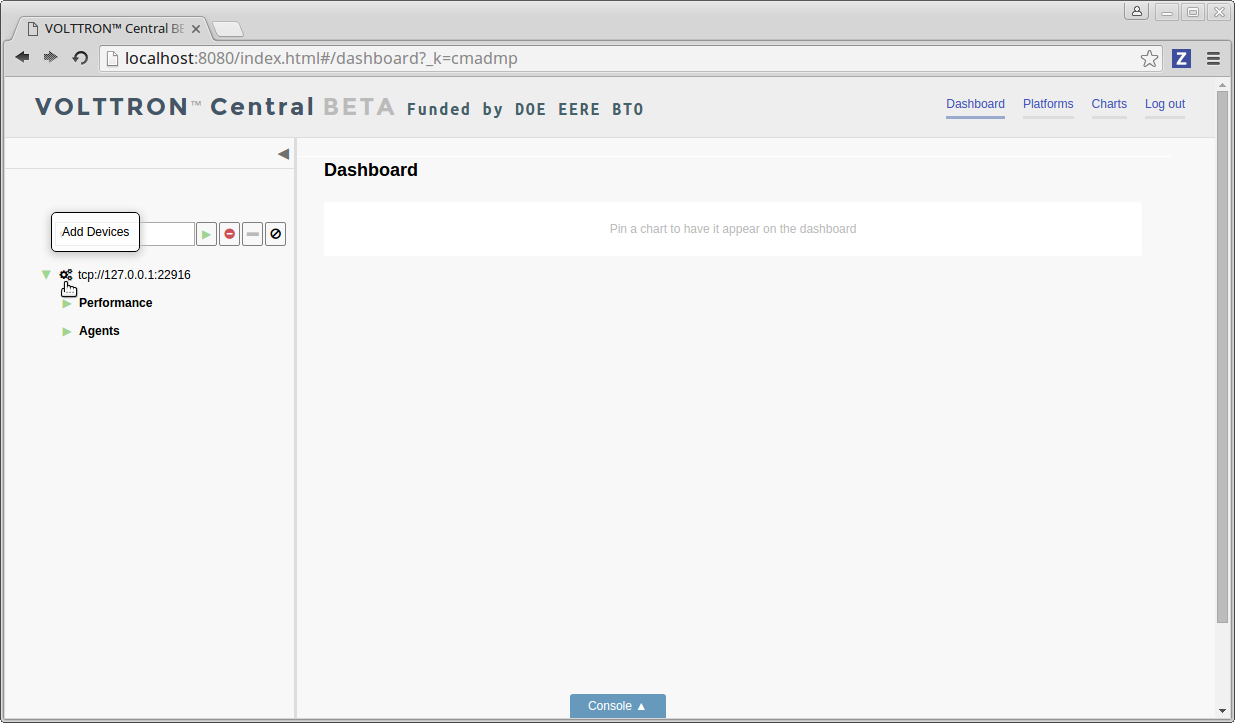 VOLTTRON™ Central BE
localhost:8080/index.html#/dashboard?_k=cmadmp
Z
VOLTTRON™ Central BETA Funded by DOE EERE BTO
Dashboard Platforms Charts Log out
Dashboard
Pin a chart to have it appear on the dashboard
Add Devices
tcp://127.0.0.1:22916
Performance
Agents
Console ▲